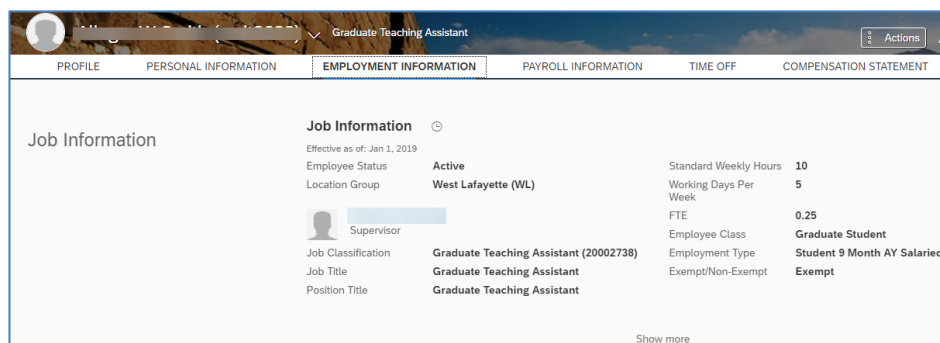 Graduate Teaching Assistant
Actions
PROFILE PERSONAL INFORMATION EMPLOYMENT INFORMATION PAYROLL INFORMATION TIME OFF COMPENSATION STATEMENT
Job Information
Job Information
Effective as of: Jan 1, 2019
Employee Status Active
Location Group West Lafayette (WL)
Supervisor
Job Classification Graduate Teaching Assistant (20002738)
Job Title Graduate Teaching Assistant
Position Title Graduate Teaching Assistant
Standard Weekly Hours 10
Working Days Per Week 5
FTE 0.25
Employee Class Graduate Student
Employment Type Student 9 Month AY Salaried
Exempt/Non-Exempt Exempt
Show more